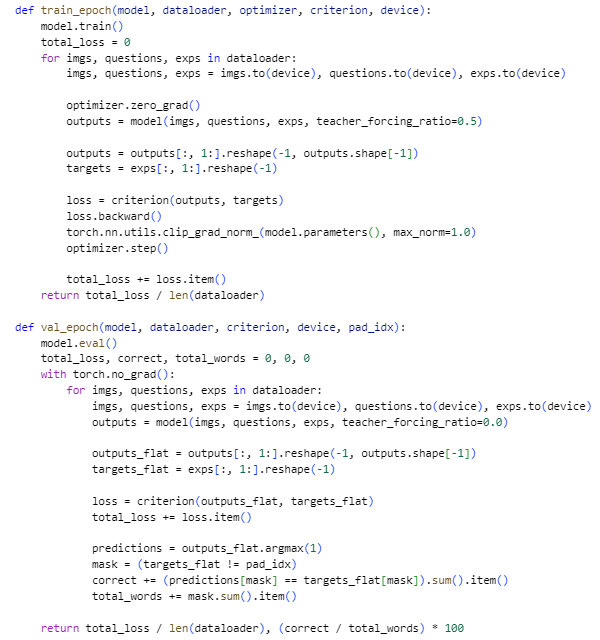 def train_epoch(model, dataloader, optimizer, criterion, device):
    model.train()
    total_loss = 0
    for imgs, questions, exps in dataloader:
        imgs, questions, exps = imgs.to(device), questions.to(device), exps.to(device)

        optimizer.zero_grad()
        outputs = model(imgs, questions, exps, teacher_forcing_ratio=0.5)

        outputs = outputs[:, 1:].reshape(-1, outputs.shape[-1])
        targets = exps[:, 1:].reshape(-1)

        loss = criterion(outputs, targets)
        loss.backward()
        torch.nn.utils.clip_grad_norm_(model.parameters(), max_norm=1.0)
        optimizer.step()

        total_loss += loss.item()
    return total_loss / len(dataloader)

def val_epoch(model, dataloader, criterion, device, pad_idx):
    model.eval()
    total_loss, correct, total_words = 0, 0, 0
    with torch.no_grad():
        for imgs, questions, exps in dataloader:
            imgs, questions, exps = imgs.to(device), questions.to(device), exps.to(device)
            outputs = model(imgs, questions, exps, teacher_forcing_ratio=0.0)

            outputs_flat = outputs[:, 1:].reshape(-1, outputs.shape[-1])
            targets_flat = exps[:, 1:].reshape(-1)

            loss = criterion(outputs_flat, targets_flat)
            total_loss += loss.item()

            predictions = outputs_flat.argmax(1)
            mask = (targets_flat != pad_idx)
            correct += (predictions[mask] == targets_flat[mask]).sum().item()
            total_words += mask.sum().item()

    return total_loss / len(dataloader), (correct / total_words) * 100